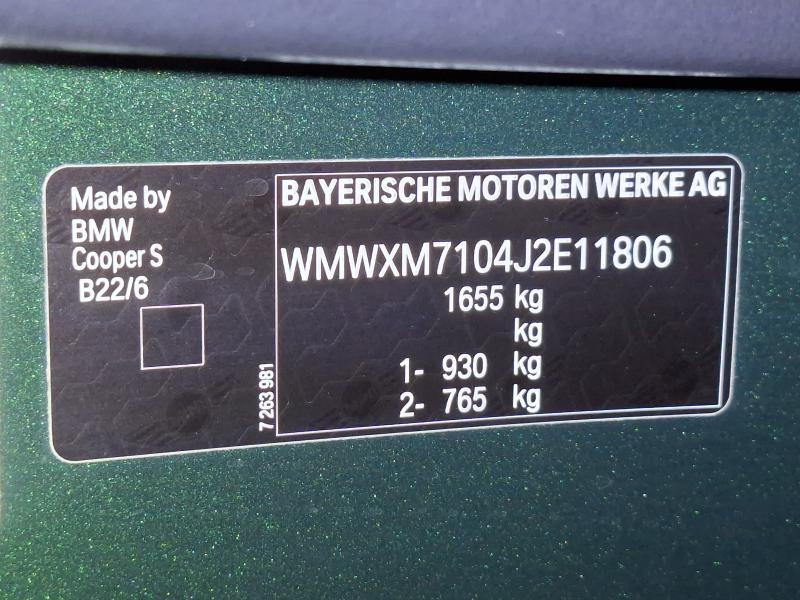 Made by
BMW
Cooper S
B22/6
7 263 981
BAYERISCHE MOTOREN WERKE AG
WMWXM7104J2E11806
1655 kg
kg
1- 930 kg
2- 765 kg